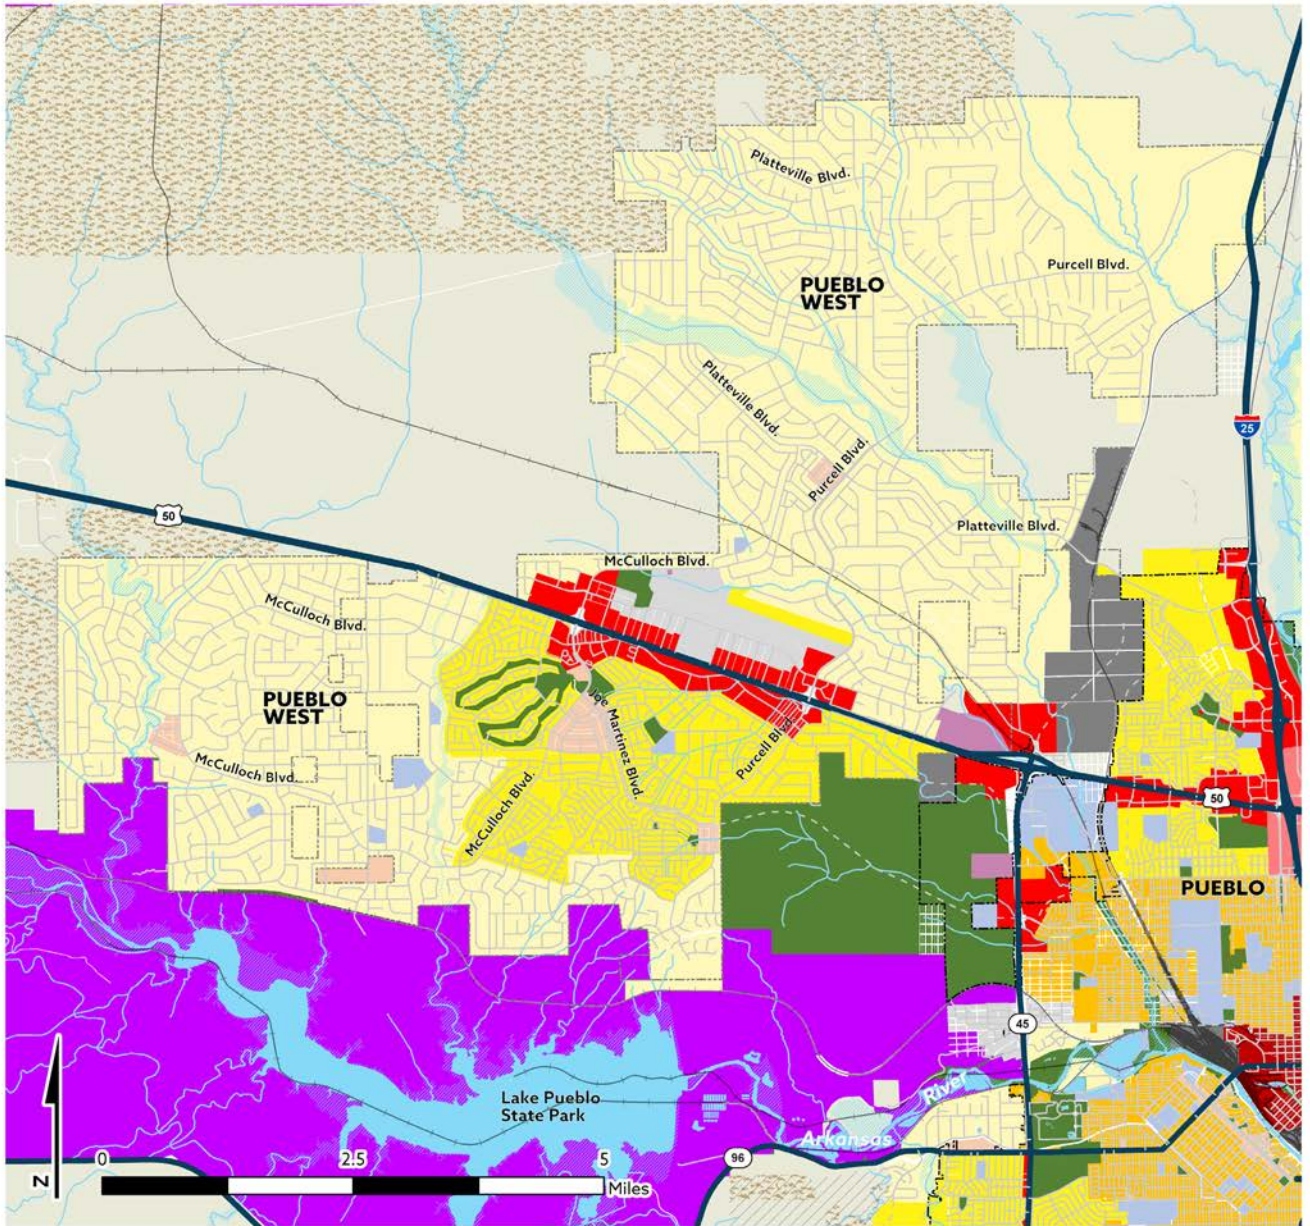 Platteville Blvd.
Purcell Blvd.
PUEBLO
WEST
Platteville Blvd.
Purcell Blvd.
25
50
Platteville Blvd.
McCulloch Blvd.
McCulloch Blvd.
PUEBLO
WEST
Joe Martinez Blvd.
Purcell Blvd.
McCulloch Blvd.
McCulloch Blvd.
50
PUEBLO
45
Lake Pueblo
State Park
Arkansas River
96
N
0 2.5 5
Miles